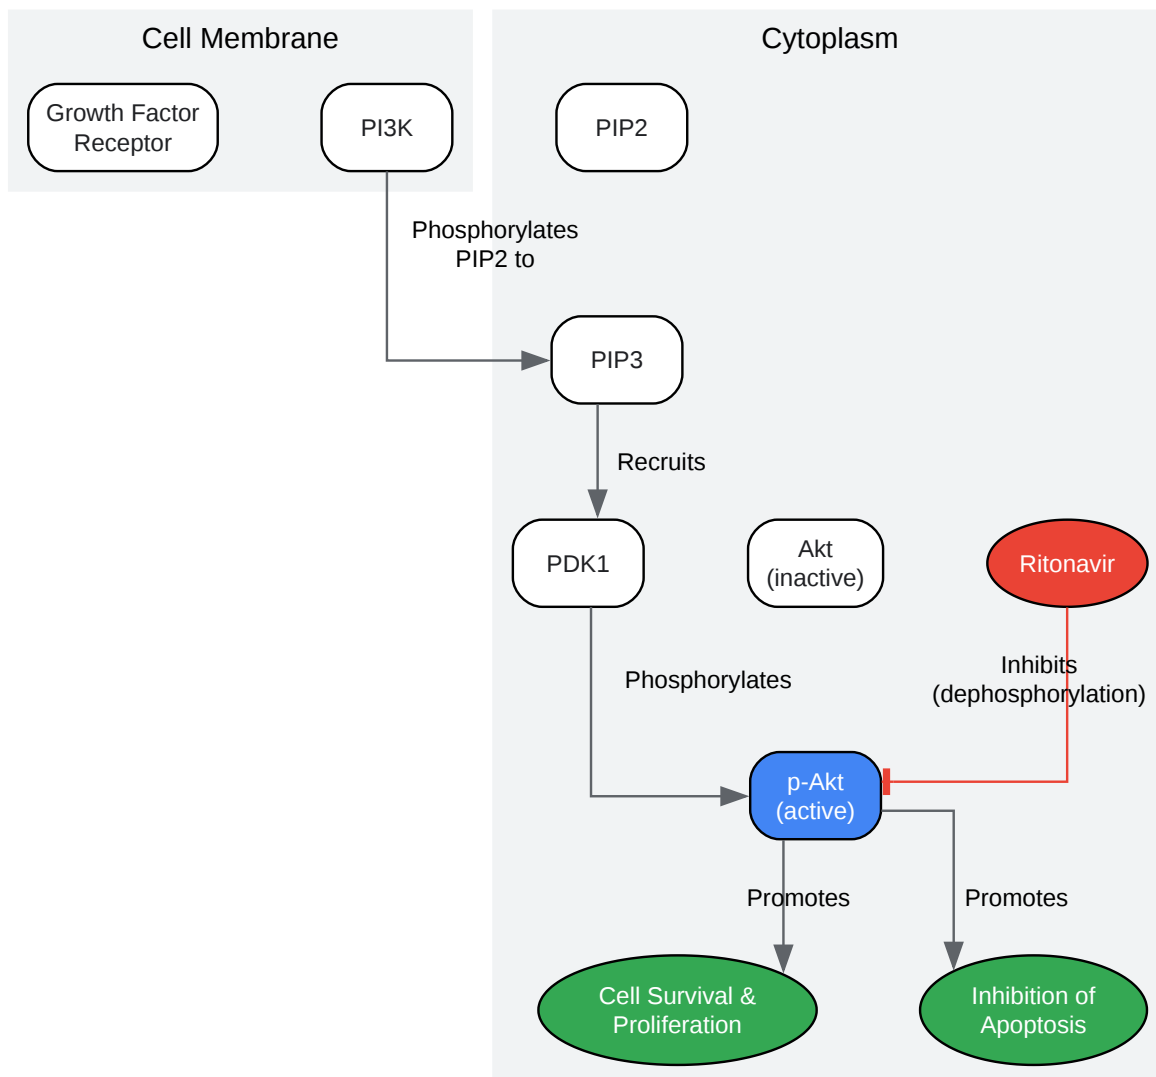 Cell Membrane
Cytoplasm
Growth Factor
Receptor
PI3K
PIP2
Phosphorylates
PIP2 to
PIP3
Recruits
PDK1
Akt
(inactive)
Ritonavir
Phosphorylates
Inhibits
(dephosphorylation)
p-Akt
(active)
Promotes
Promotes
Cell Survival &
Proliferation
Inhibition of
Apoptosis